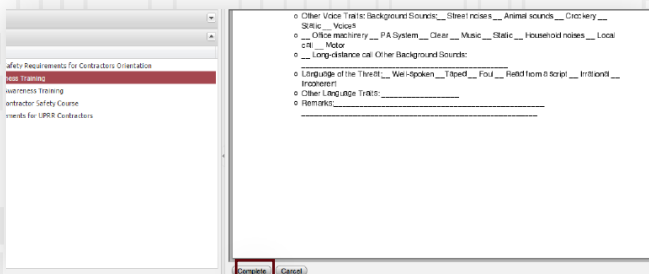 afety Requirements for Contractors Orientation
ness Training
Awareness Training
ontractor Safety Course
ments for UPRR Contractors
o Other Voice Traits: Background Sounds:__ Street noises __ Animal sounds __ Crockery __
Static __ Voices
o __ Office machinery __ PA System __ Clear __ Music __ Static __ Household noises __ Local
call __ Motor
o __ Long-distance call Other Background Sounds:
o Language of the Threat:__ Well-spoken __Taped__ Foul __ Read from a script __ Irrational __
Incoherent
o Other Language Traits: __________________
o Remarks:__________________________________________________
Complete Cancel